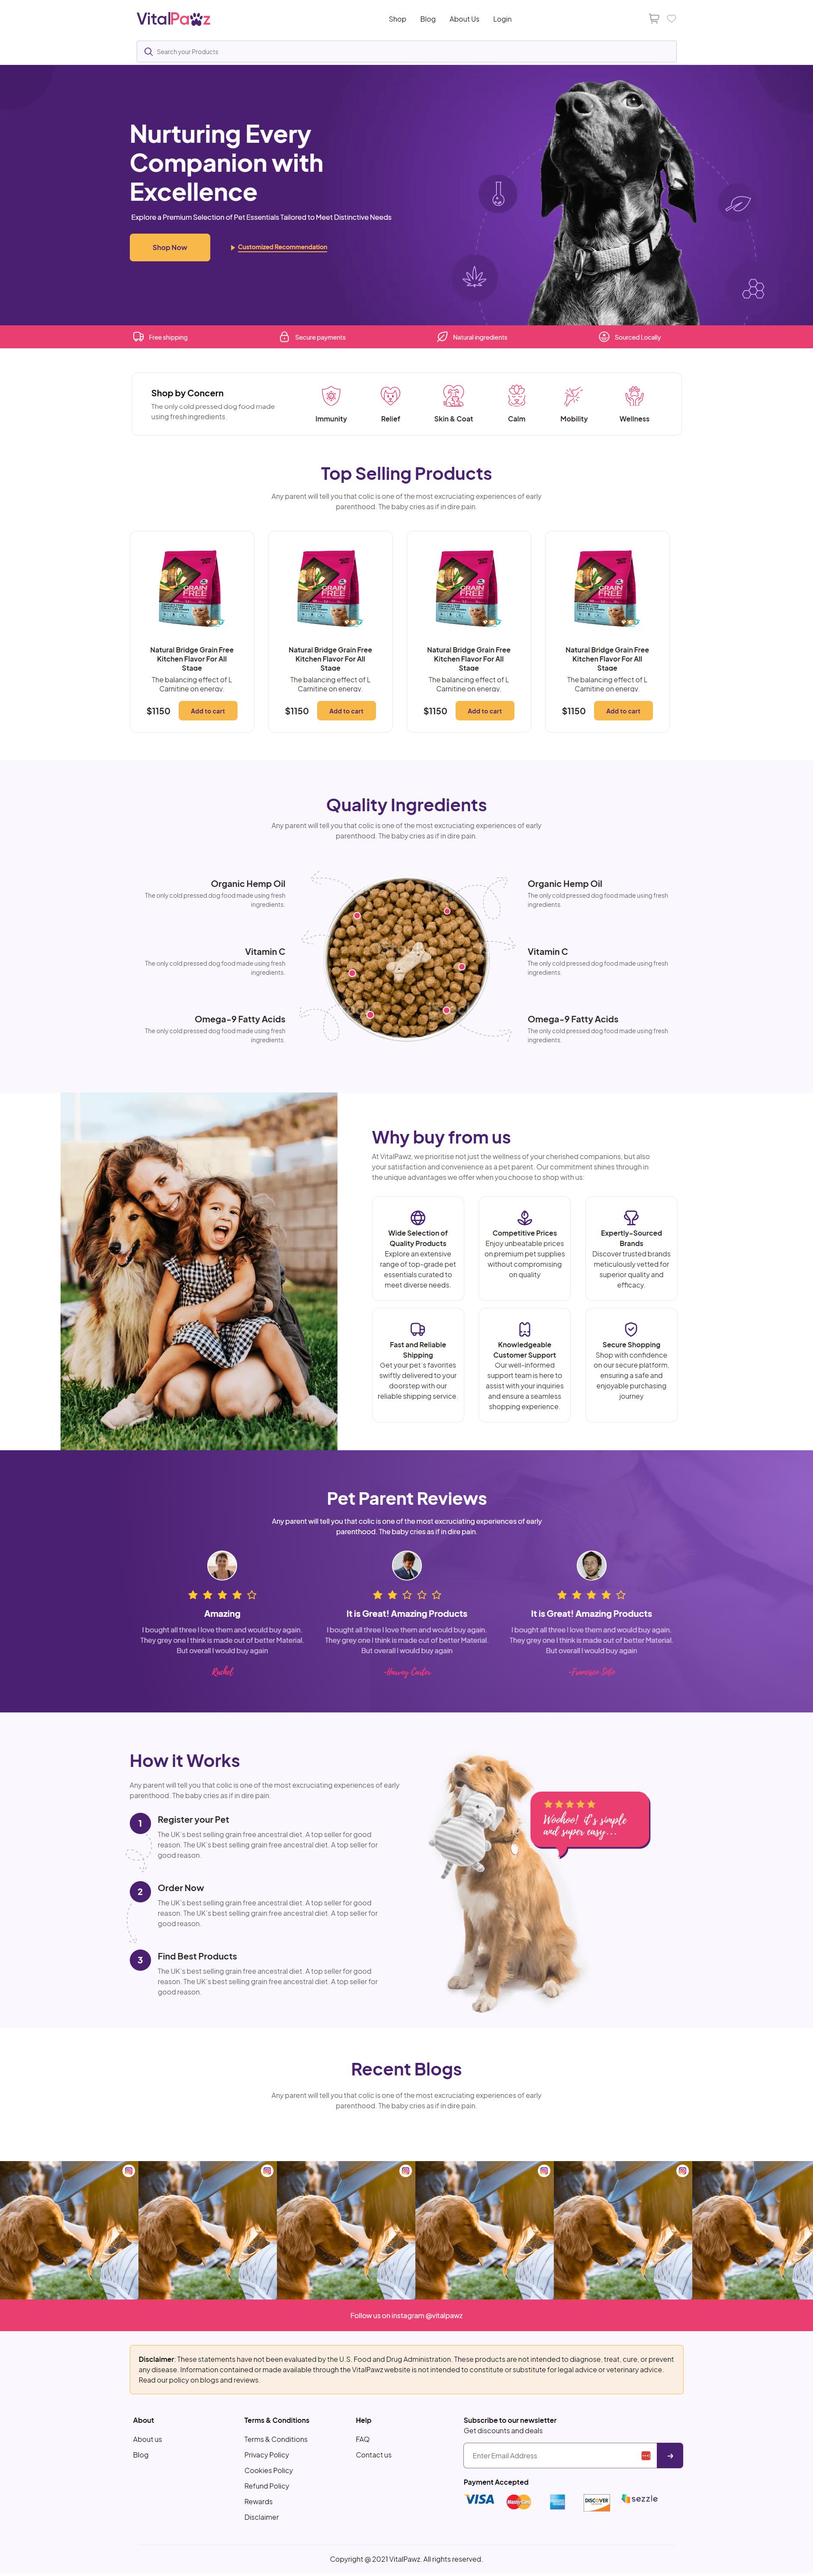 VitalPawz
Shop Blog About Us Login
Search your Products
Nurturing Every
Companion with
Excellence
Explore a Premium Selection of Pet Essentials Tailored to Meet Distinctive Needs
Shop Now
Customized Recommendation
Free shipping Secure payments Natural ingredients Sourced Locally
Shop by Concern
The only cold pressed dog food made
using fresh ingredients.
Immunity Relief Skin & Coat Calm Mobility Wellness
Top Selling Products
Any parent will tell you that colic is one of the most excruciating experiences of early
parenthood. The baby cries as if in dire pain.
GRAIN FREE GRAIN FREE GRAIN FREE GRAIN FREE
Natural Bridge Grain Free Natural Bridge Grain Free Natural Bridge Grain Free Natural Bridge Grain Free
Kitchen Flavor For All Kitchen Flavor For All Kitchen Flavor For All Kitchen Flavor For All
Stage Stage Stage Stage
The balancing effect of L The balancing effect of L The balancing effect of L The balancing effect of L
Carnitine on energy. Carnitine on energy. Carnitine on energy. Carnitine on energy.
$1150 Add to cart $1150 Add to cart $1150 Add to cart $1150 Add to cart
Quality Ingredients
Any parent will tell you that colic is one of the most excruciating experiences of early
parenthood. The baby cries as if in dire pain.
Organic Hemp Oil
The only cold pressed dog food made using fresh
ingredients.
Vitamin C
The only cold pressed dog food made using fresh
ingredients.
Omega-9 Fatty Acids
The only cold pressed dog food made using fresh
ingredients.
Organic Hemp Oil
The only cold pressed dog food made using fresh
ingredients.
Vitamin C
The only cold pressed dog food made using fresh
ingredients.
Omega-9 Fatty Acids
The only cold pressed dog food made using fresh
ingredients.
Why buy from us
At VitalPawz, we prioritise not just the wellness of your cherished companions, but also
your satisfaction and convenience as a pet parent. Our commitment shines through in
the unique advantages we offer when you choose to shop with us:
Wide Selection of
Quality Products
Explore an extensive
range of top-grade pet
essentials curated to
meet diverse needs.
Competitive Prices
Enjoy unbeatable prices
on premium pet supplies
without compromising
on quality
Expertly-Sourced
Brands
Discover trusted brands
meticulously vetted for
superior quality and
efficacy.
Fast and Reliable
Shipping
Get your pet's favorites
swiftly delivered to your
doorstep with our
reliable shipping service.
Knowledgeable
Customer Support
Our well-informed
support team is here to
assist with your inquiries
and ensure a seamless
shopping experience.
Secure Shopping
Shop with confidence
on our secure platform,
ensuring a safe and
enjoyable purchasing
journey
Pet Parent Reviews
Any parent will tell you that colic is one of the most excruciating experiences of early
parenthood. The baby cries as if in dire pain.
Amazing
I bought all three I love them and would buy again.
They grey one I think is made out of better Material.
But overall I would buy again
Rachel
It is Great! Amazing Products
I bought all three I love them and would buy again.
They grey one I think is made out of better Material.
But overall I would buy again
-Harvey Carter
It is Great! Amazing Products
I bought all three I love them and would buy again.
They grey one I think is made out of better Material.
But overall I would buy again
-Francisco Soto
How it Works
Any parent will tell you that colic is one of the most excruciating experiences of early
parenthood. The baby cries as if in dire pain.
1 Register your Pet
The UK's best selling grain free ancestral diet. A top seller for good
reason. The UK's best selling grain free ancestral diet. A top seller for
good reason.
2 Order Now
The UK's best selling grain free ancestral diet. A top seller for good
reason. The UK's best selling grain free ancestral diet. A top seller for
good reason.
3 Find Best Products
The UK's best selling grain free ancestral diet. A top seller for good
reason. The UK's best selling grain free ancestral diet. A top seller for
good reason.
Woohoo! it's simple
and super easy...
Recent Blogs
Any parent will tell you that colic is one of the most excruciating experiences of early
parenthood. The baby cries as if in dire pain.
Follow us on instagram @vitalpawz
Disclaimer: These statements have not been evaluated by the U.S. Food and Drug Administration. These products are not intended to diagnose, treat, cure, or prevent
any disease. Information contained or made available through the VitalPawz website is not intended to constitute or substitute for legal advice or veterinary advice.
Read our policy on blogs and reviews.
About
About us
Blog
Terms & Conditions
Terms & Conditions
Privacy Policy
Cookies Policy
Refund Policy
Rewards
Disclaimer
Help
FAQ
Contact us
Subscribe to our newsletter
Get discounts and deals
Enter Email Address
Payment Accepted
VISA MasterCard DISCOVER sezzle
Copyright @ 2021 VitalPawz. All rights reserved.